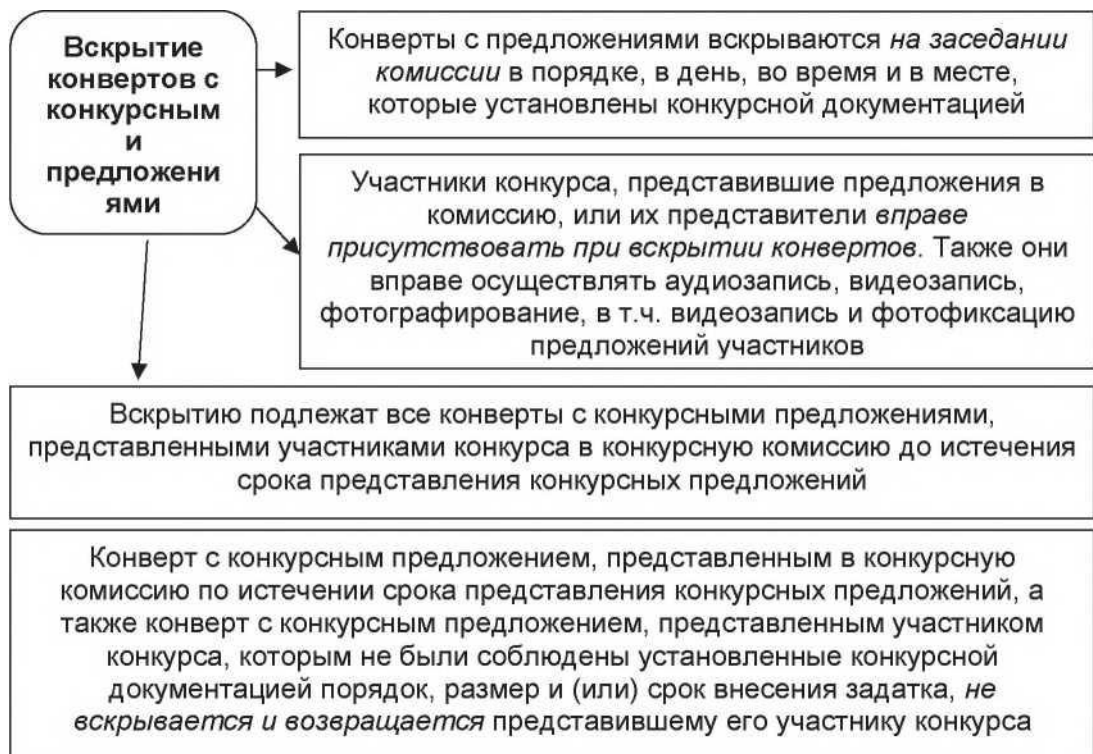 Вскрытие
конвертов с
конкурсным
и
предложени
ями
Конверты с предложениями вскрываются на заседании
комиссии в порядке, в день, во время и в месте,
которые установлены конкурсной документацией
Участники конкурса, представившие предложения в
комиссию, или их представители вправе
присутствовать при вскрытии конвертов. Также они
вправе осуществлять аудиозапись, видеозапись,
фотографирование, в т.ч. видеозапись и фотофиксацию
предложений участников
Вскрытию подлежат все конверты с конкурсными предложениями,
представленными участниками конкурса в конкурсную комиссию до истечения
срока представления конкурсных предложений
Конверт с конкурсным предложением, представленным в конкурсную
комиссию по истечении срока представления конкурсных предложений, а
также конверт с конкурсным предложением, представленным участником
конкурса, которым не были соблюдены установленные конкурсной
документацией порядок, размер и (или) срок внесения задатка, не
вскрывается и возвращается представившему его участнику конкурса